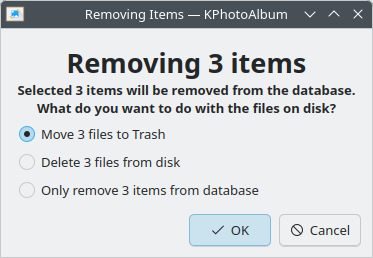 Removing Items — KPhotoAlbum
Removing 3 items
Selected 3 items will be removed from the database.
What do you want to do with the files on disk?
Move 3 files to Trash
Delete 3 files from disk
Only remove 3 items from database
OK
Cancel